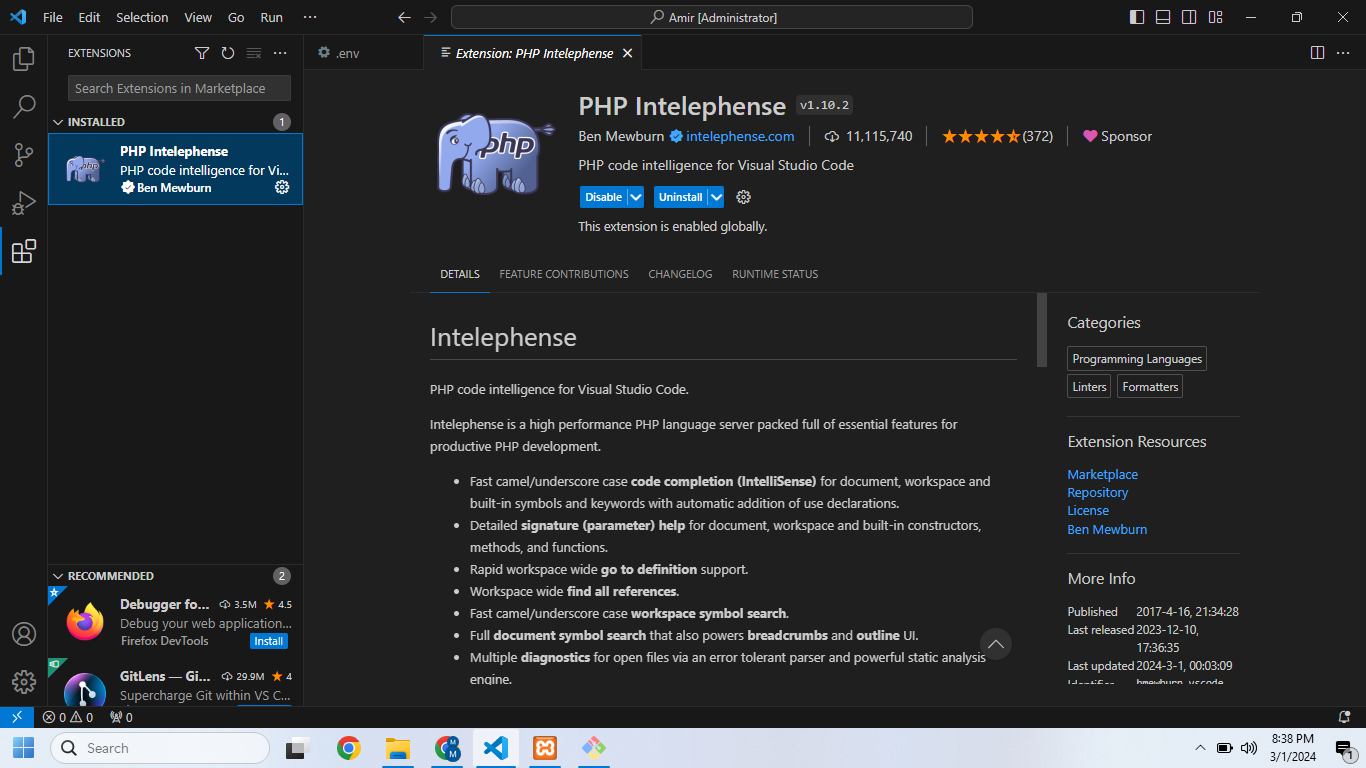 File Edit Selection View Go Run ···
Amir [Administrator]
EXTENSIONS
Search Extensions in Marketplace
INSTALLED 1
PHP Intelephense
PHP code intelligence for Vi...
Ben Mewburn
RECOMMENDED 2
Debugger fo... 3.5M 4.5
Debug your web application...
Firefox DevTools Install
GitLens — Gi... 29.9M 4
Supercharge Git within VS C...
.env
Extension: PHP Intelephense
php
PHP Intelephense v1.10.2
Ben Mewburn intelephense.com 11,115,740 (372) Sponsor
PHP code intelligence for Visual Studio Code
Disable Uninstall
This extension is enabled globally.
DETAILS FEATURE CONTRIBUTIONS CHANGELOG RUNTIME STATUS
Intelephense
PHP code intelligence for Visual Studio Code.
Intelephense is a high performance PHP language server packed full of essential features for
productive PHP development.
• Fast camel/underscore case code completion (IntelliSense) for document, workspace and
built-in symbols and keywords with automatic addition of use declarations.
• Detailed signature (parameter) help for document, workspace and built-in constructors,
methods, and functions.
• Rapid workspace wide go to definition support.
• Workspace wide find all references.
• Fast camel/underscore case workspace symbol search.
• Full document symbol search that also powers breadcrumbs and outline UI.
• Multiple diagnostics for open files via an error tolerant parser and powerful static analysis
engine.
Categories
Programming Languages
Linters Formatters
Extension Resources
Marketplace
Repository
License
Ben Mewburn
More Info
Published 2017-4-16, 21:34:28
Last released 2023-12-10,
17:36:35
Last updated 2024-3-1, 00:03:09
Identifier bmewburn.vscode
0 0 0
Search
M M
8:38 PM
3/1/2024
1